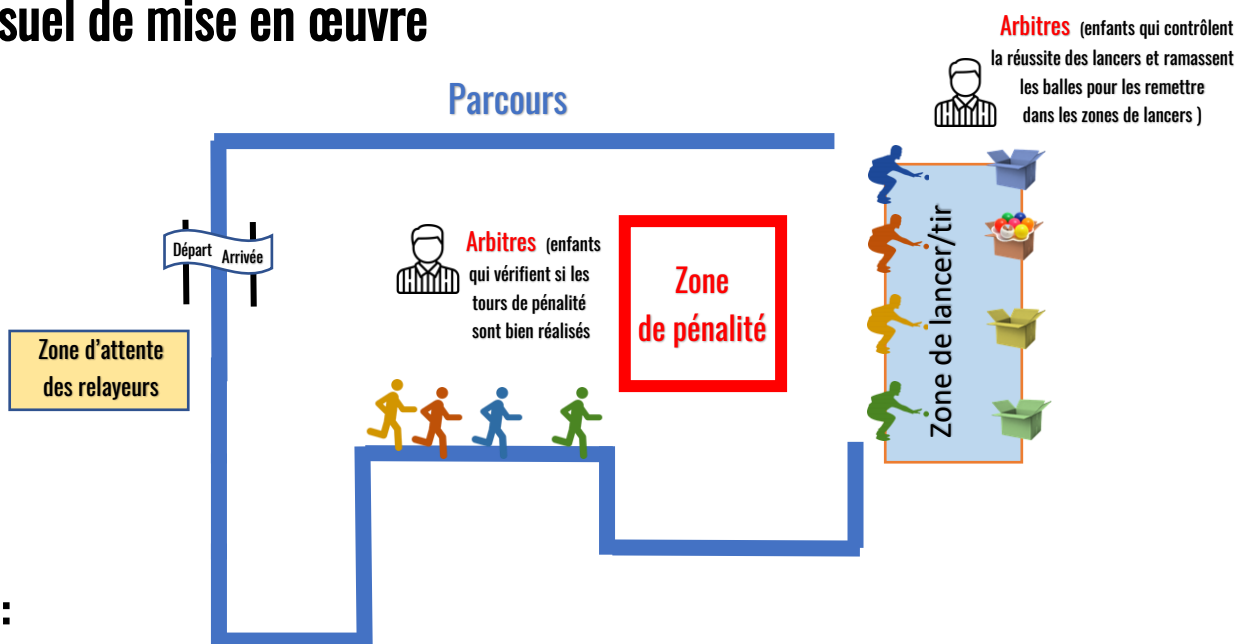 suel de mise en œuvre
Arbitres (enfants qui contrôlent
la réussite des lancers et ramassent
les balles pour les remettre
dans les zones de lancers )
Parcours
Départ Arrivée
Arbitres (enfants
qui vérifient si les
tours de pénalité
sont bien réalisés
Zone
de pénalité
Zone de lancer/tir
Zone d'attente
des relayeurs
: